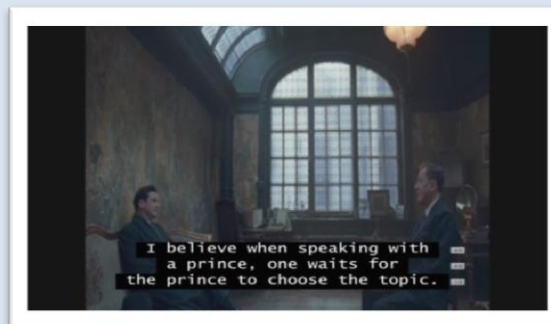 I believe when speaking with
a prince, one waits for
the prince to choose the topic.